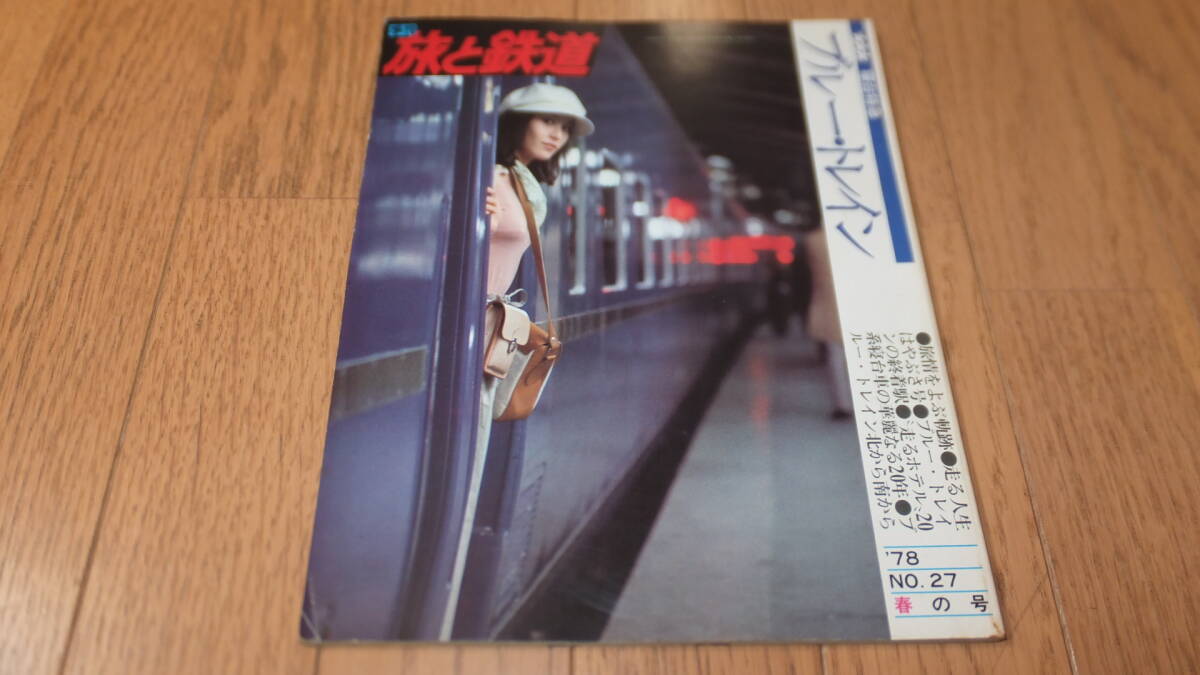 旅と鉄道
ブルー・トレイン
●旅情をよぶ軌跡●走る人生
はやぶさ号●ブルー・トレイ
ンの終着駅●走るホテル、20
系寝台車の華麗なる20年●ブ
ルー・トレイン北から南から
'78
NO. 27
春の号